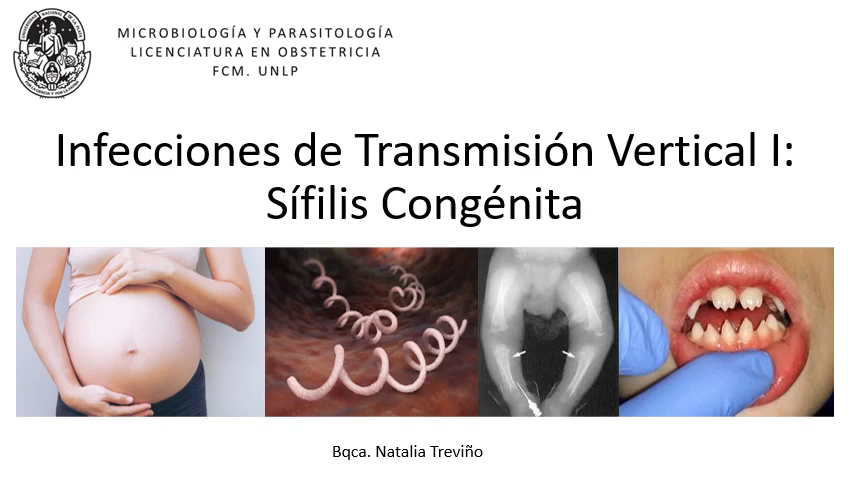 MICROBIOLOGÍA Y PARASITOLOGÍA
LICENCIATURA EN OBSTETRICIA
FCM. UNLP
Infecciones de Transmisión Vertical I:
Sífilis Congénita
Bqca. Natalia Treviño